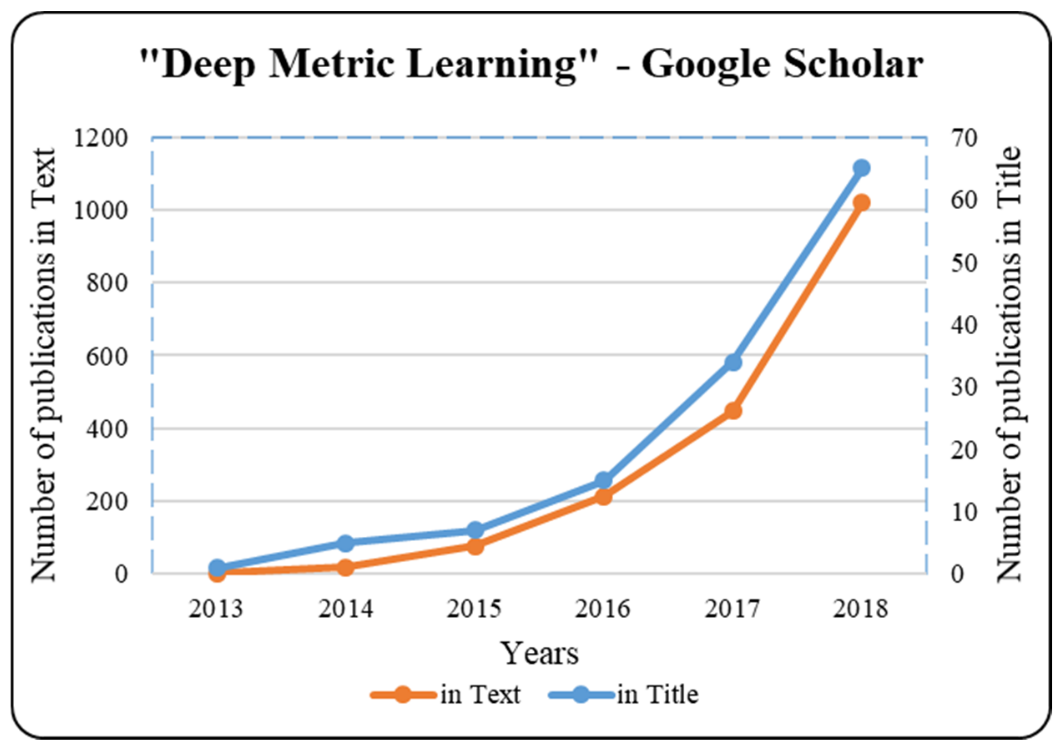 "Deep Metric Learning" - Google Scholar
Number of publications in Text
1200
1000
800
600
400
200
0
70
60
50
40
30
20
10
0
Number of publications in Title
2013 2014 2015 2016 2017 2018
Years
in Text in Title